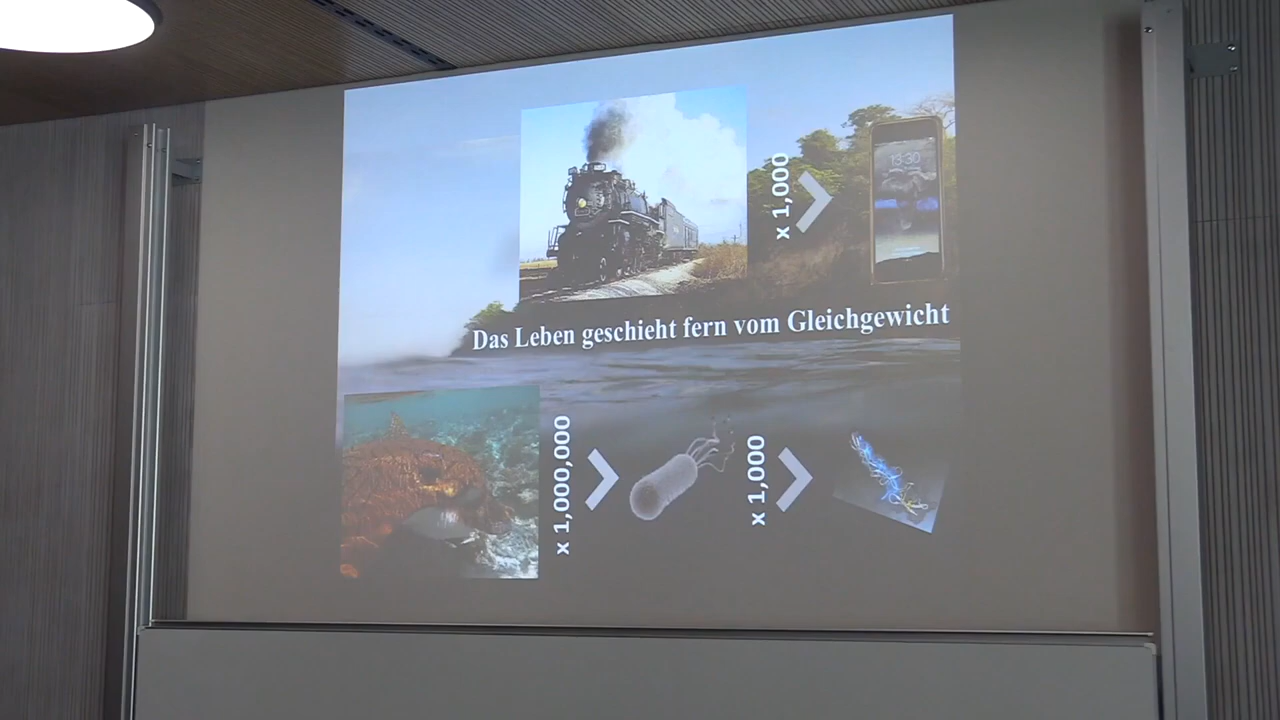 x 1,000
13:30
Das Leben geschieht fern vom Gleichgewicht
x 1,000,000
x 1,000